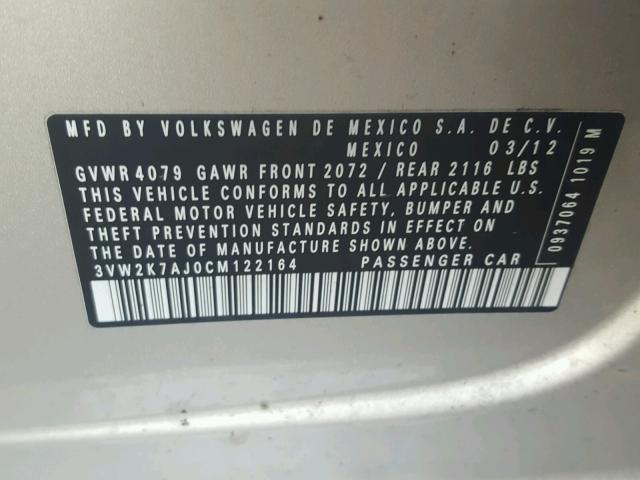 MFD BY VOLKSWAGEN DE MEXICO S.A. DE C.V.
MEXICO 03/12
GVWR 4079 GAWR FRONT 2072 / REAR 2116 LBS
THIS VEHICLE CONFORMS TO ALL APPLICABLE U.S.
FEDERAL MOTOR VEHICLE SAFETY, BUMPER AND
THEFT PREVENTION STANDARDS IN EFFECT ON
THE DATE OF MANUFACTURE SHOWN ABOVE.
3VW2K7AJ0CM122164 PASSENGER CAR
0937064 1019 M